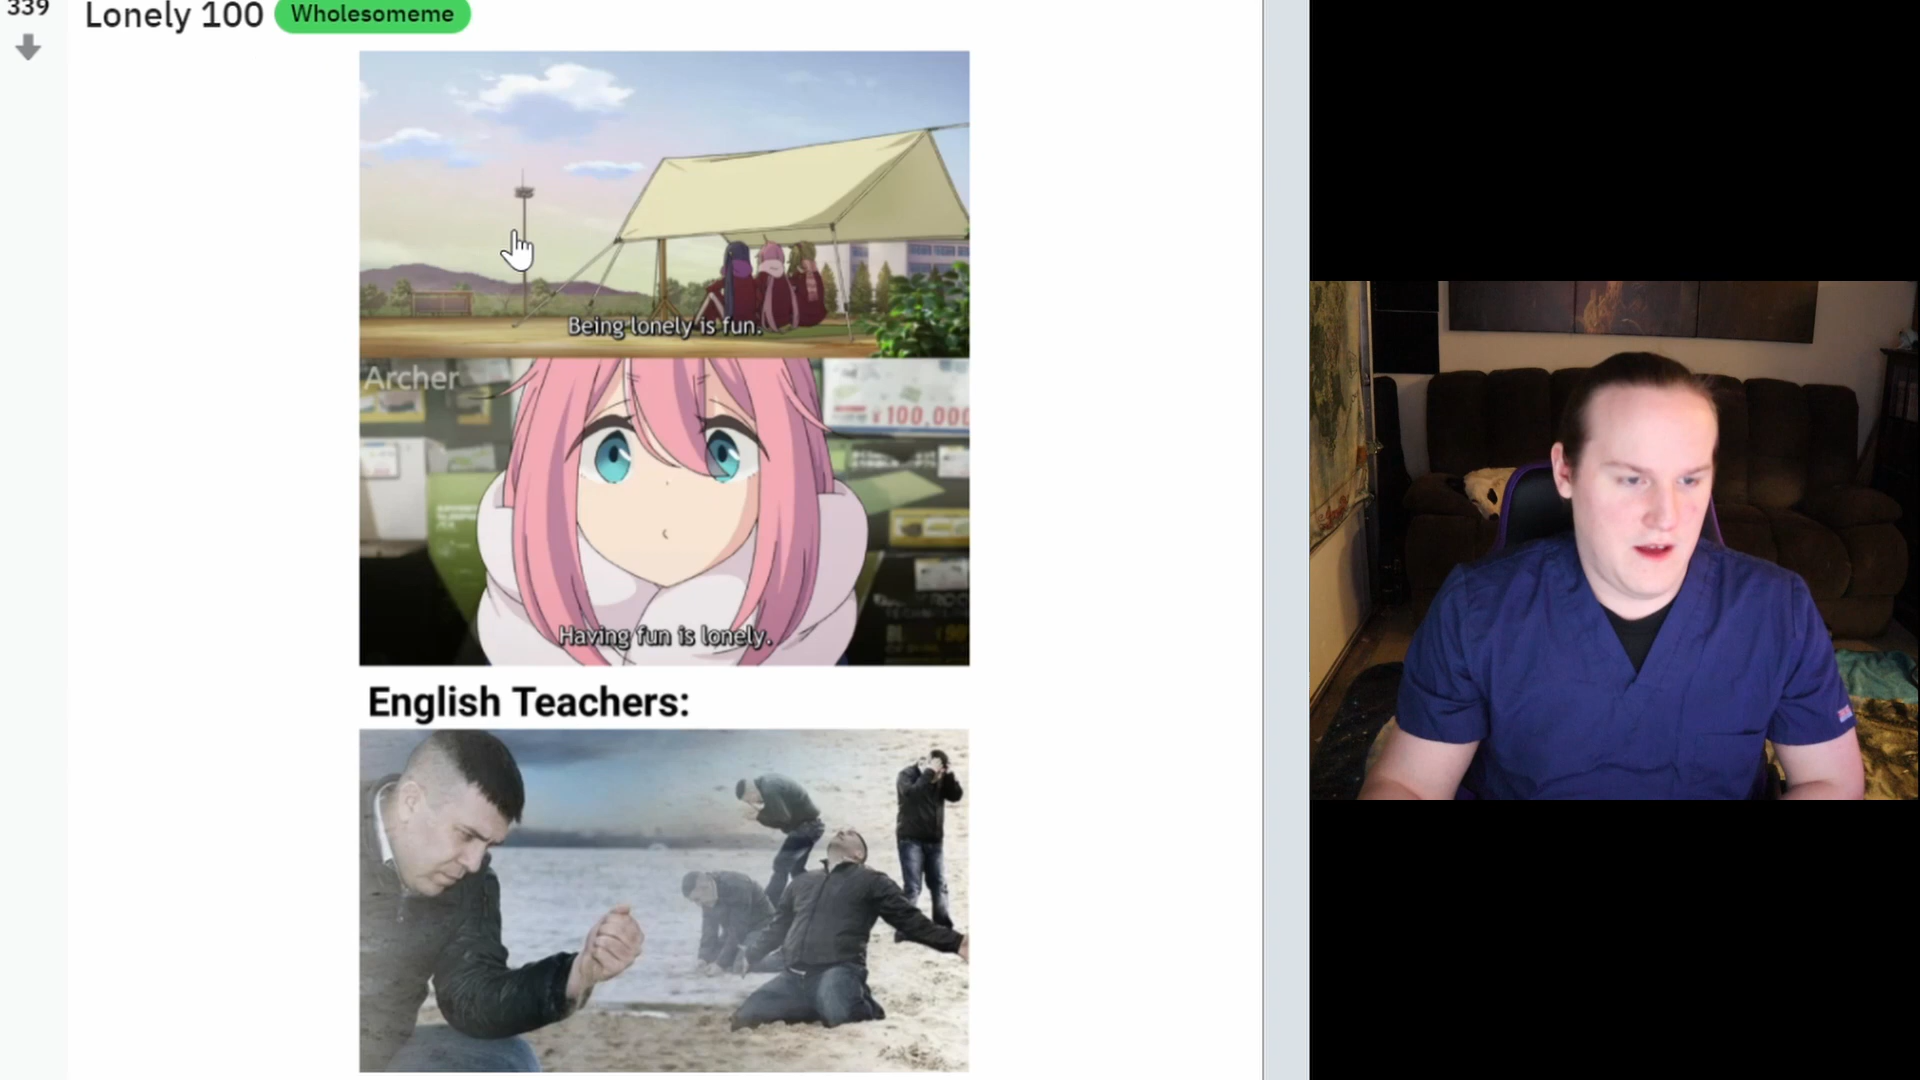 339
Lonely 100
Wholesomeme
Being lonely is fun.
Archer
¥100,000
Having fun is lonely.
English Teachers: